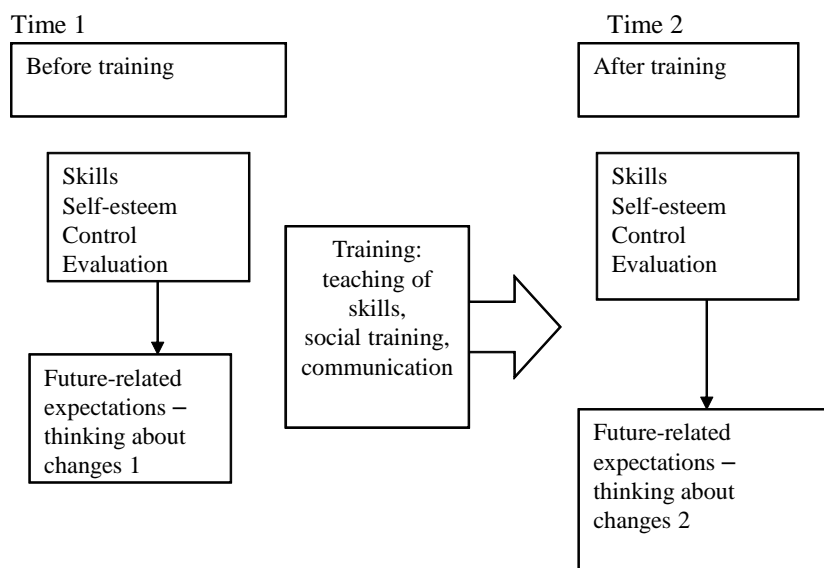 Time 1
Before training
Skills
Self-esteem
Control
Evaluation
Future-related
expectations –
thinking about
changes 1
Training:
teaching of
skills,
social training,
communication
Time 2
After training
Skills
Self-esteem
Control
Evaluation
Future-related
expectations –
thinking about
changes 2